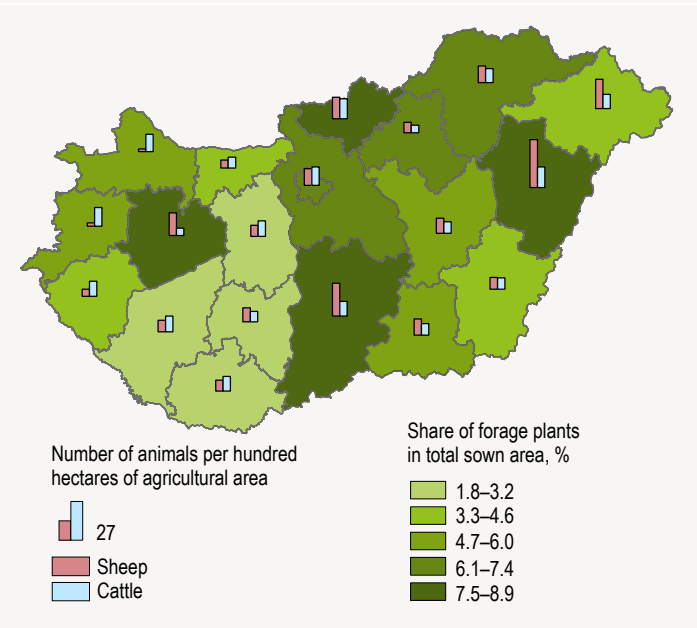 Number of animals per hundred
hectares of agricultural area
27
Sheep
Cattle
Share of forage plants
in total sown area, %
1.8–3.2
3.3–4.6
4.7–6.0
6.1–7.4
7.5–8.9